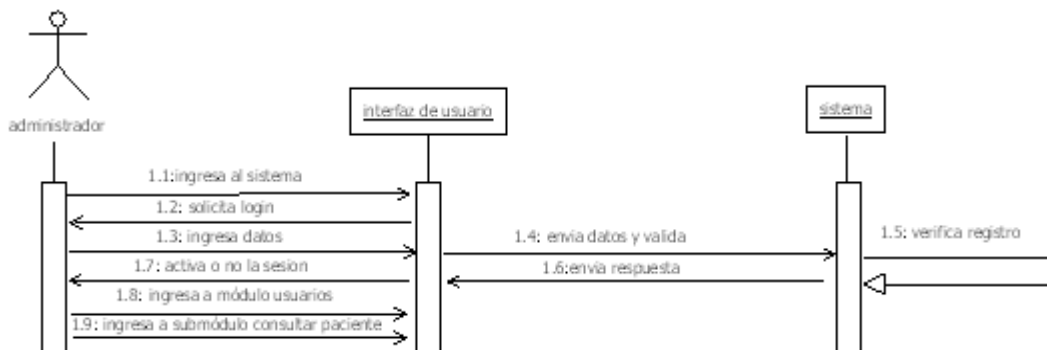 administrador
interfaz de usuario
sistema
1.1:ingresa al sistema
1.2: solicita login
1.3: ingresa datos
1.4: envia datos y valida
1.5: verifica registro
1.6:envia respuesta
1.7: activa o no la sesion
1.8: ingresa a módulo usuarios
1.9: ingresa a submódulo consultar paciente